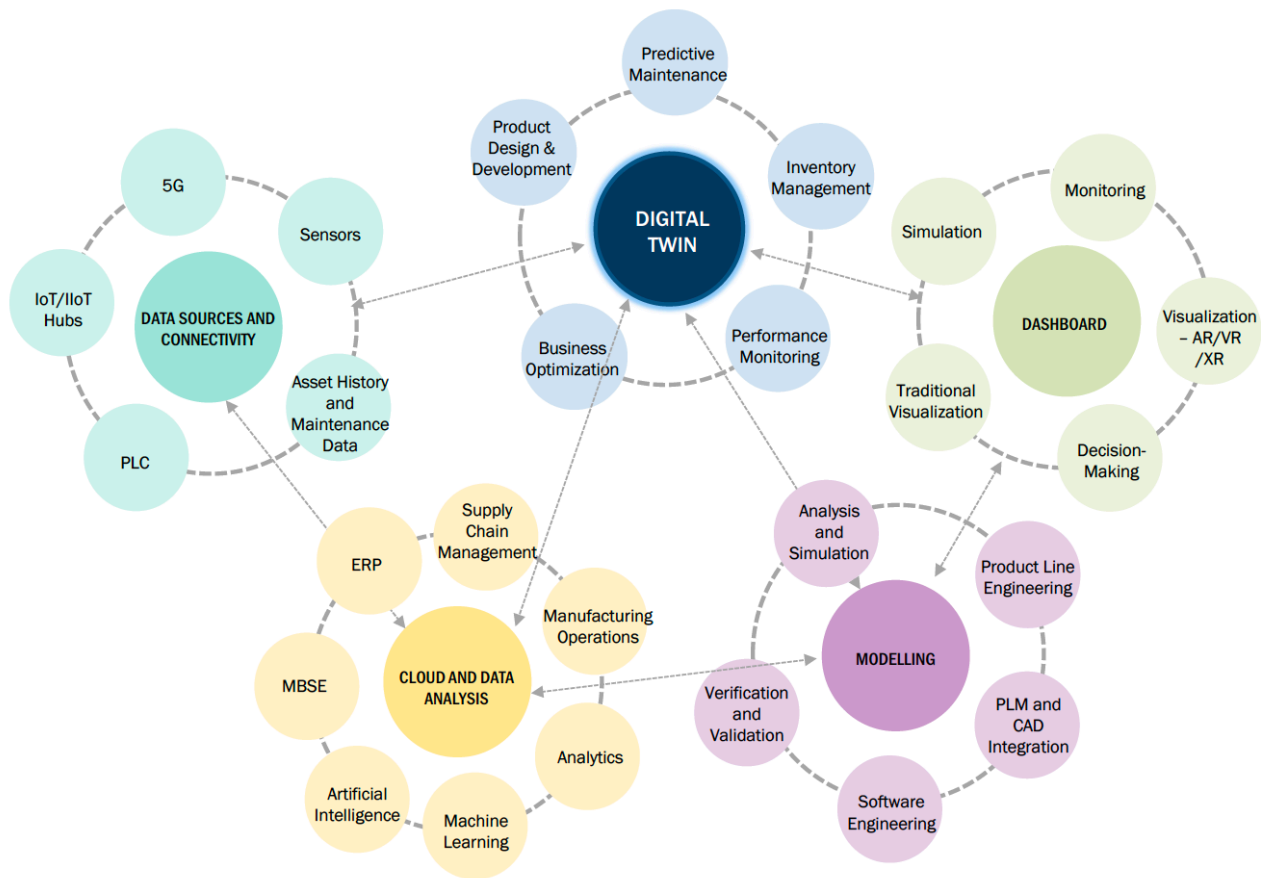 Predictive
Maintenance
Product
Design &
Development
Inventory
Management
DIGITAL
TWIN
Business
Optimization
Performance
Monitoring
5G
Sensors
IoT/IIoT
Hubs
DATA SOURCES AND
CONNECTIVITY
Asset History
and
Maintenance
Data
PLC
Monitoring
Simulation
Visualization
– AR/VR
/XR
DASHBOARD
Traditional
Visualization
Decision-
Making
Supply
Chain
Management
ERP
Manufacturing
Operations
MBSE
CLOUD AND DATA
ANALYSIS
Analytics
Artificial
Intelligence
Machine
Learning
Analysis
and
Simulation
Product Line
Engineering
MODELLING
Verification
and
Validation
PLM and
CAD
Integration
Software
Engineering